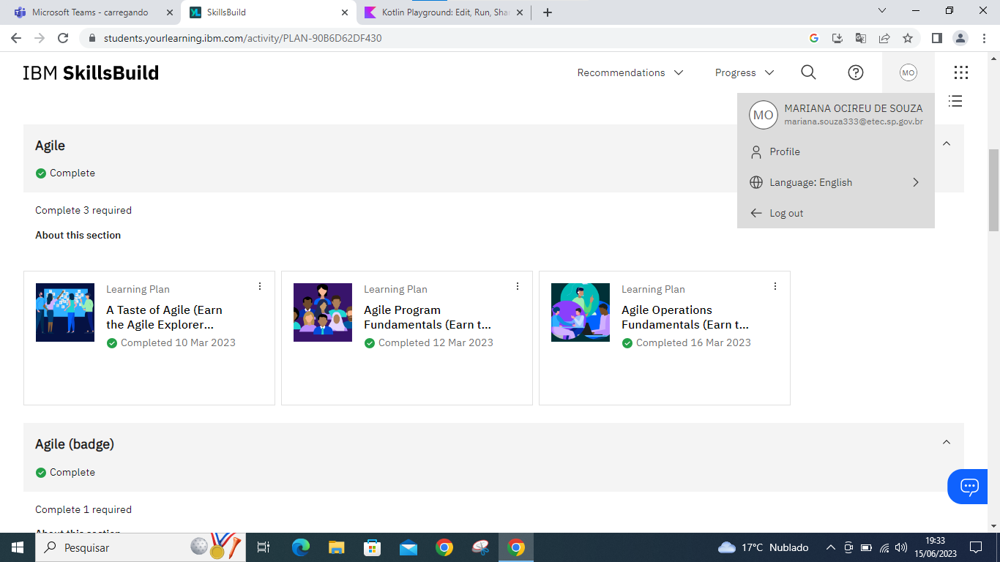 Microsoft Teams - carregando
SkillsBuild
Kotlin Playground: Edit, Run, Sha
students.yourlearning.ibm.com/activity/PLAN-90B6D62DF430
IBM SkillsBuild
Recommendations
Progress
MO
MO
MARIANA OCIREU DE SOUZA
mariana.souza333@etec.sp.gov.br
Profile
Language: English
Log out
Agile
Complete
Complete 3 required
About this section
Learning Plan
A Taste of Agile (Earn
the Agile Explorer...
Completed 10 Mar 2023
Learning Plan
Agile Program
Fundamentals (Earn t...
Completed 12 Mar 2023
Learning Plan
Agile Operations
Fundamentals (Earn t...
Completed 16 Mar 2023
Agile (badge)
Complete
Complete 1 required
About this section
Pesquisar
17°C Nublado
19:33
15/06/2023